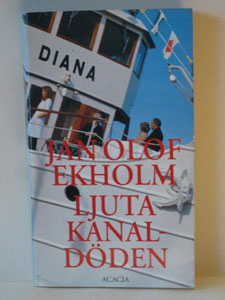 DIANA
JAN OLOF
EKHOLM
LJUTA
KANAL-
DÖDEN
ACACIA